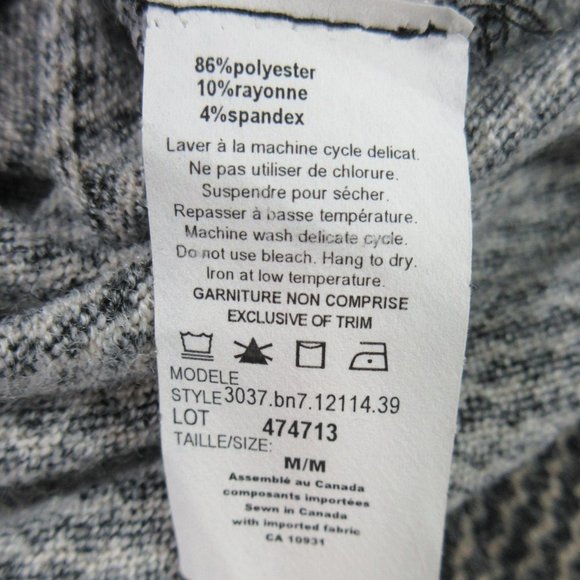 86%polyester
10%rayonne
4%spandex
Laver à la machine cycle delicat.
Ne pas utiliser de chlorure.
Suspendre pour sécher.
Repasser à basse température.
Machine wash delicate cycle.
Do not use bleach. Hang to dry.
Iron at low temperature.
GARNITURE NON COMPRISE
EXCLUSIVE OF TRIM
MODELE
STYLE 3037.bn7.12114.39
LOT 474713
TAILLE/SIZE:
M/M
Assemblé au Canada
composants importées
Sewn in Canada
with imported fabric
CA 10931